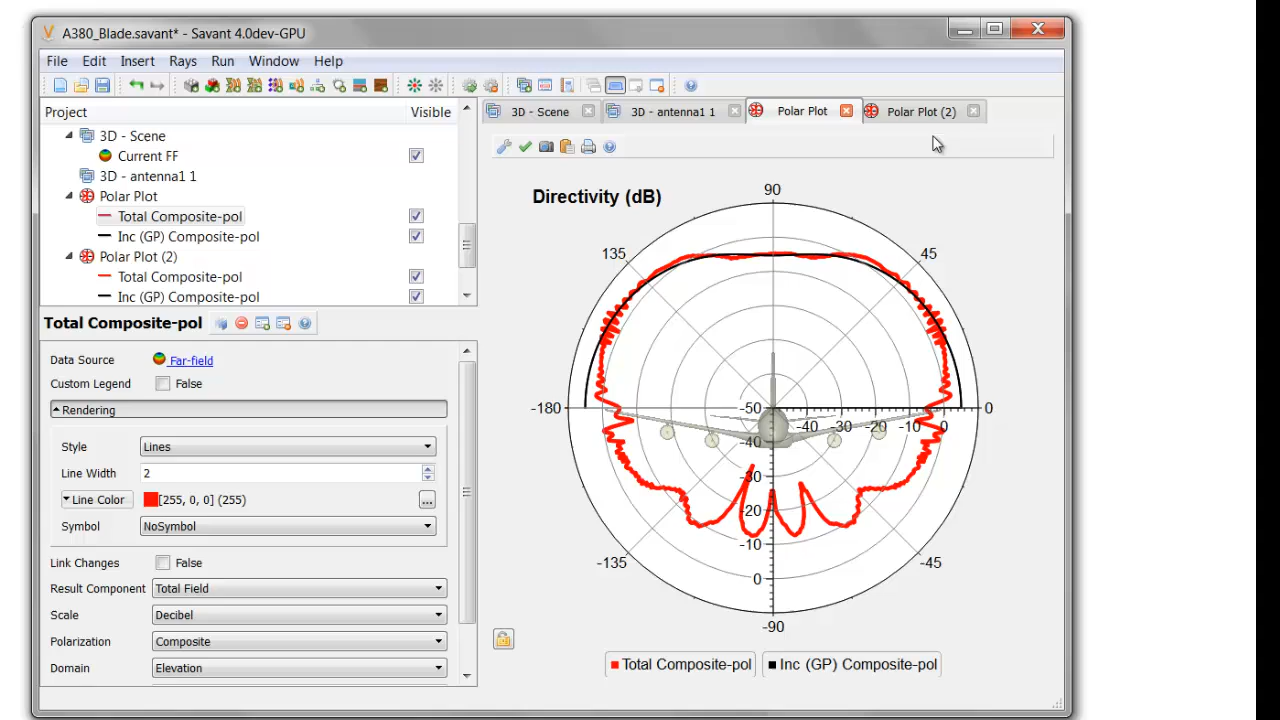 A380_Blade.savant* - Savant 4.0dev-GPU
File Edit Insert Rays Run Window Help
Project Visible
3D - Scene
Current FF
3D - antenna1 1
Polar Plot
Total Composite-pol
Inc (GP) Composite-pol
Polar Plot (2)
Total Composite-pol
Inc (GP) Composite-pol
Total Composite-pol
Data Source Far-field
Custom Legend False
Rendering
Style Lines
Line Width 2
Line Color [255, 0, 0] (255) ...
Symbol NoSymbol
Link Changes False
Result Component Total Field
Scale Decibel
Polarization Composite
Domain Elevation
3D - Scene 3D - antenna1 1 Polar Plot Polar Plot (2)
Directivity (dB)
90
135 45
-180 -50 0
-40 -30 -20 -10 0
-40
-30
-20
-10
-135 -45
0
-90
Total Composite-pol Inc (GP) Composite-pol